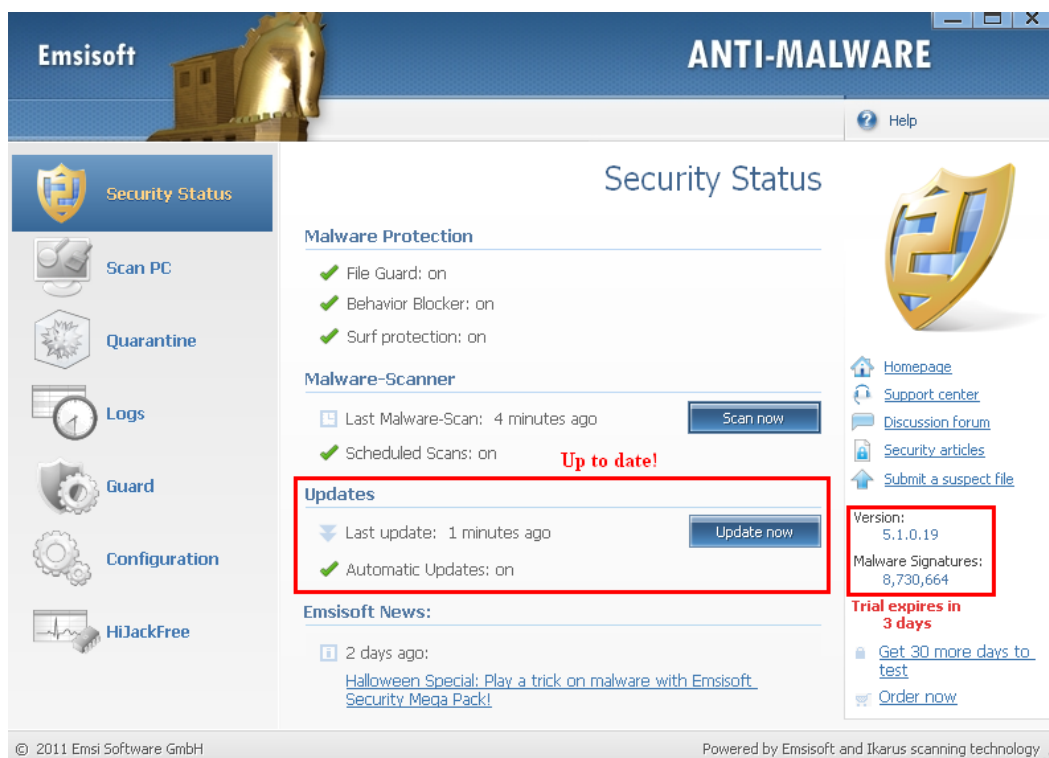 Emsisoft
ANTI-MALWARE
Help
Security Status
Scan PC
Quarantine
Logs
Guard
Configuration
HiJackFree
Security Status
Malware Protection
File Guard: on
Behavior Blocker: on
Surf protection: on
Malware-Scanner
Last Malware-Scan: 4 minutes ago
Scan now
Scheduled Scans: on
Up to date!
Updates
Last update: 1 minutes ago
Update now
Automatic Updates: on
Emsisoft News:
2 days ago:
Halloween Special: Play a trick on malware with Emsisoft
Security Mega Pack!
Homepage
Support center
Discussion forum
Security articles
Submit a suspect file
Version:
5.1.0.19
Malware Signatures:
8,730,664
Trial expires in
3 days
Get 30 more days to
test
Order now
© 2011 Emsi Software GmbH
Powered by Emsisoft and Ikarus scanning technology